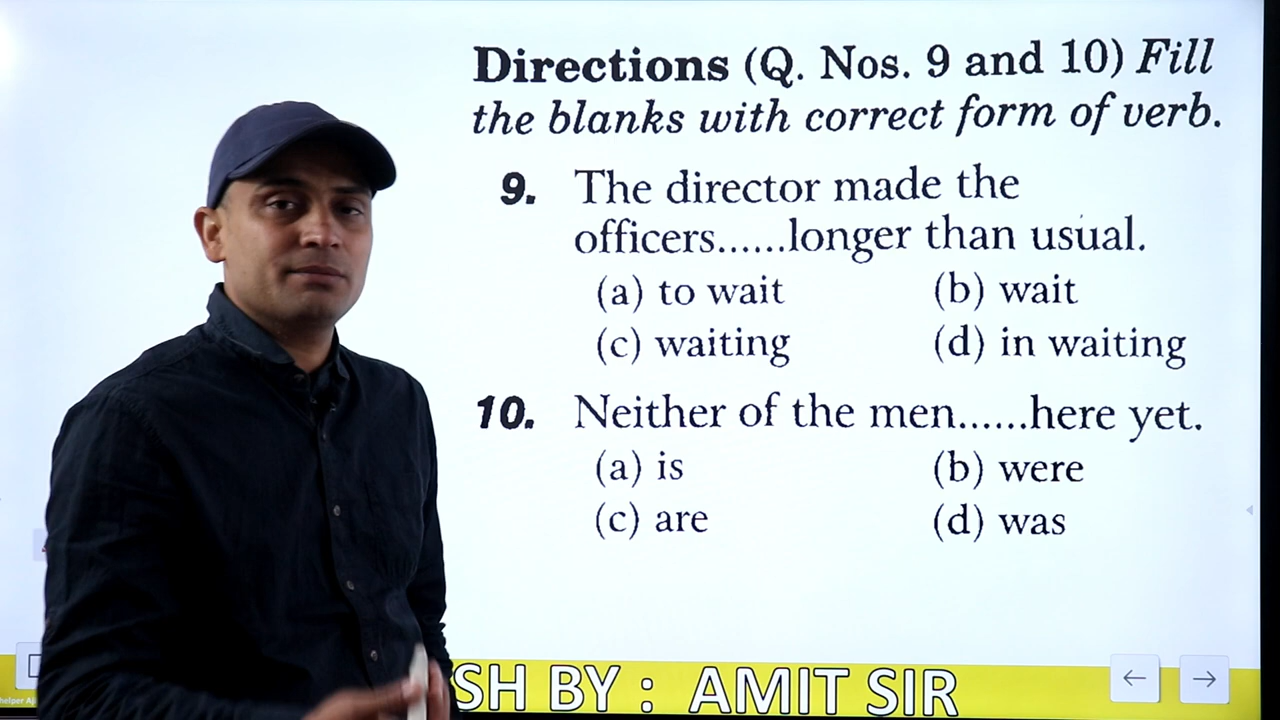 Directions (Q. Nos. 9 and 10) Fill
the blanks with correct form of verb.
9. The director made the
officers......longer than usual.
(a) to wait (b) wait
(c) waiting (d) in waiting
10. Neither of the men......here yet.
(a) is (b) were
(c) are (d) was
SH BY : AMIT SIR